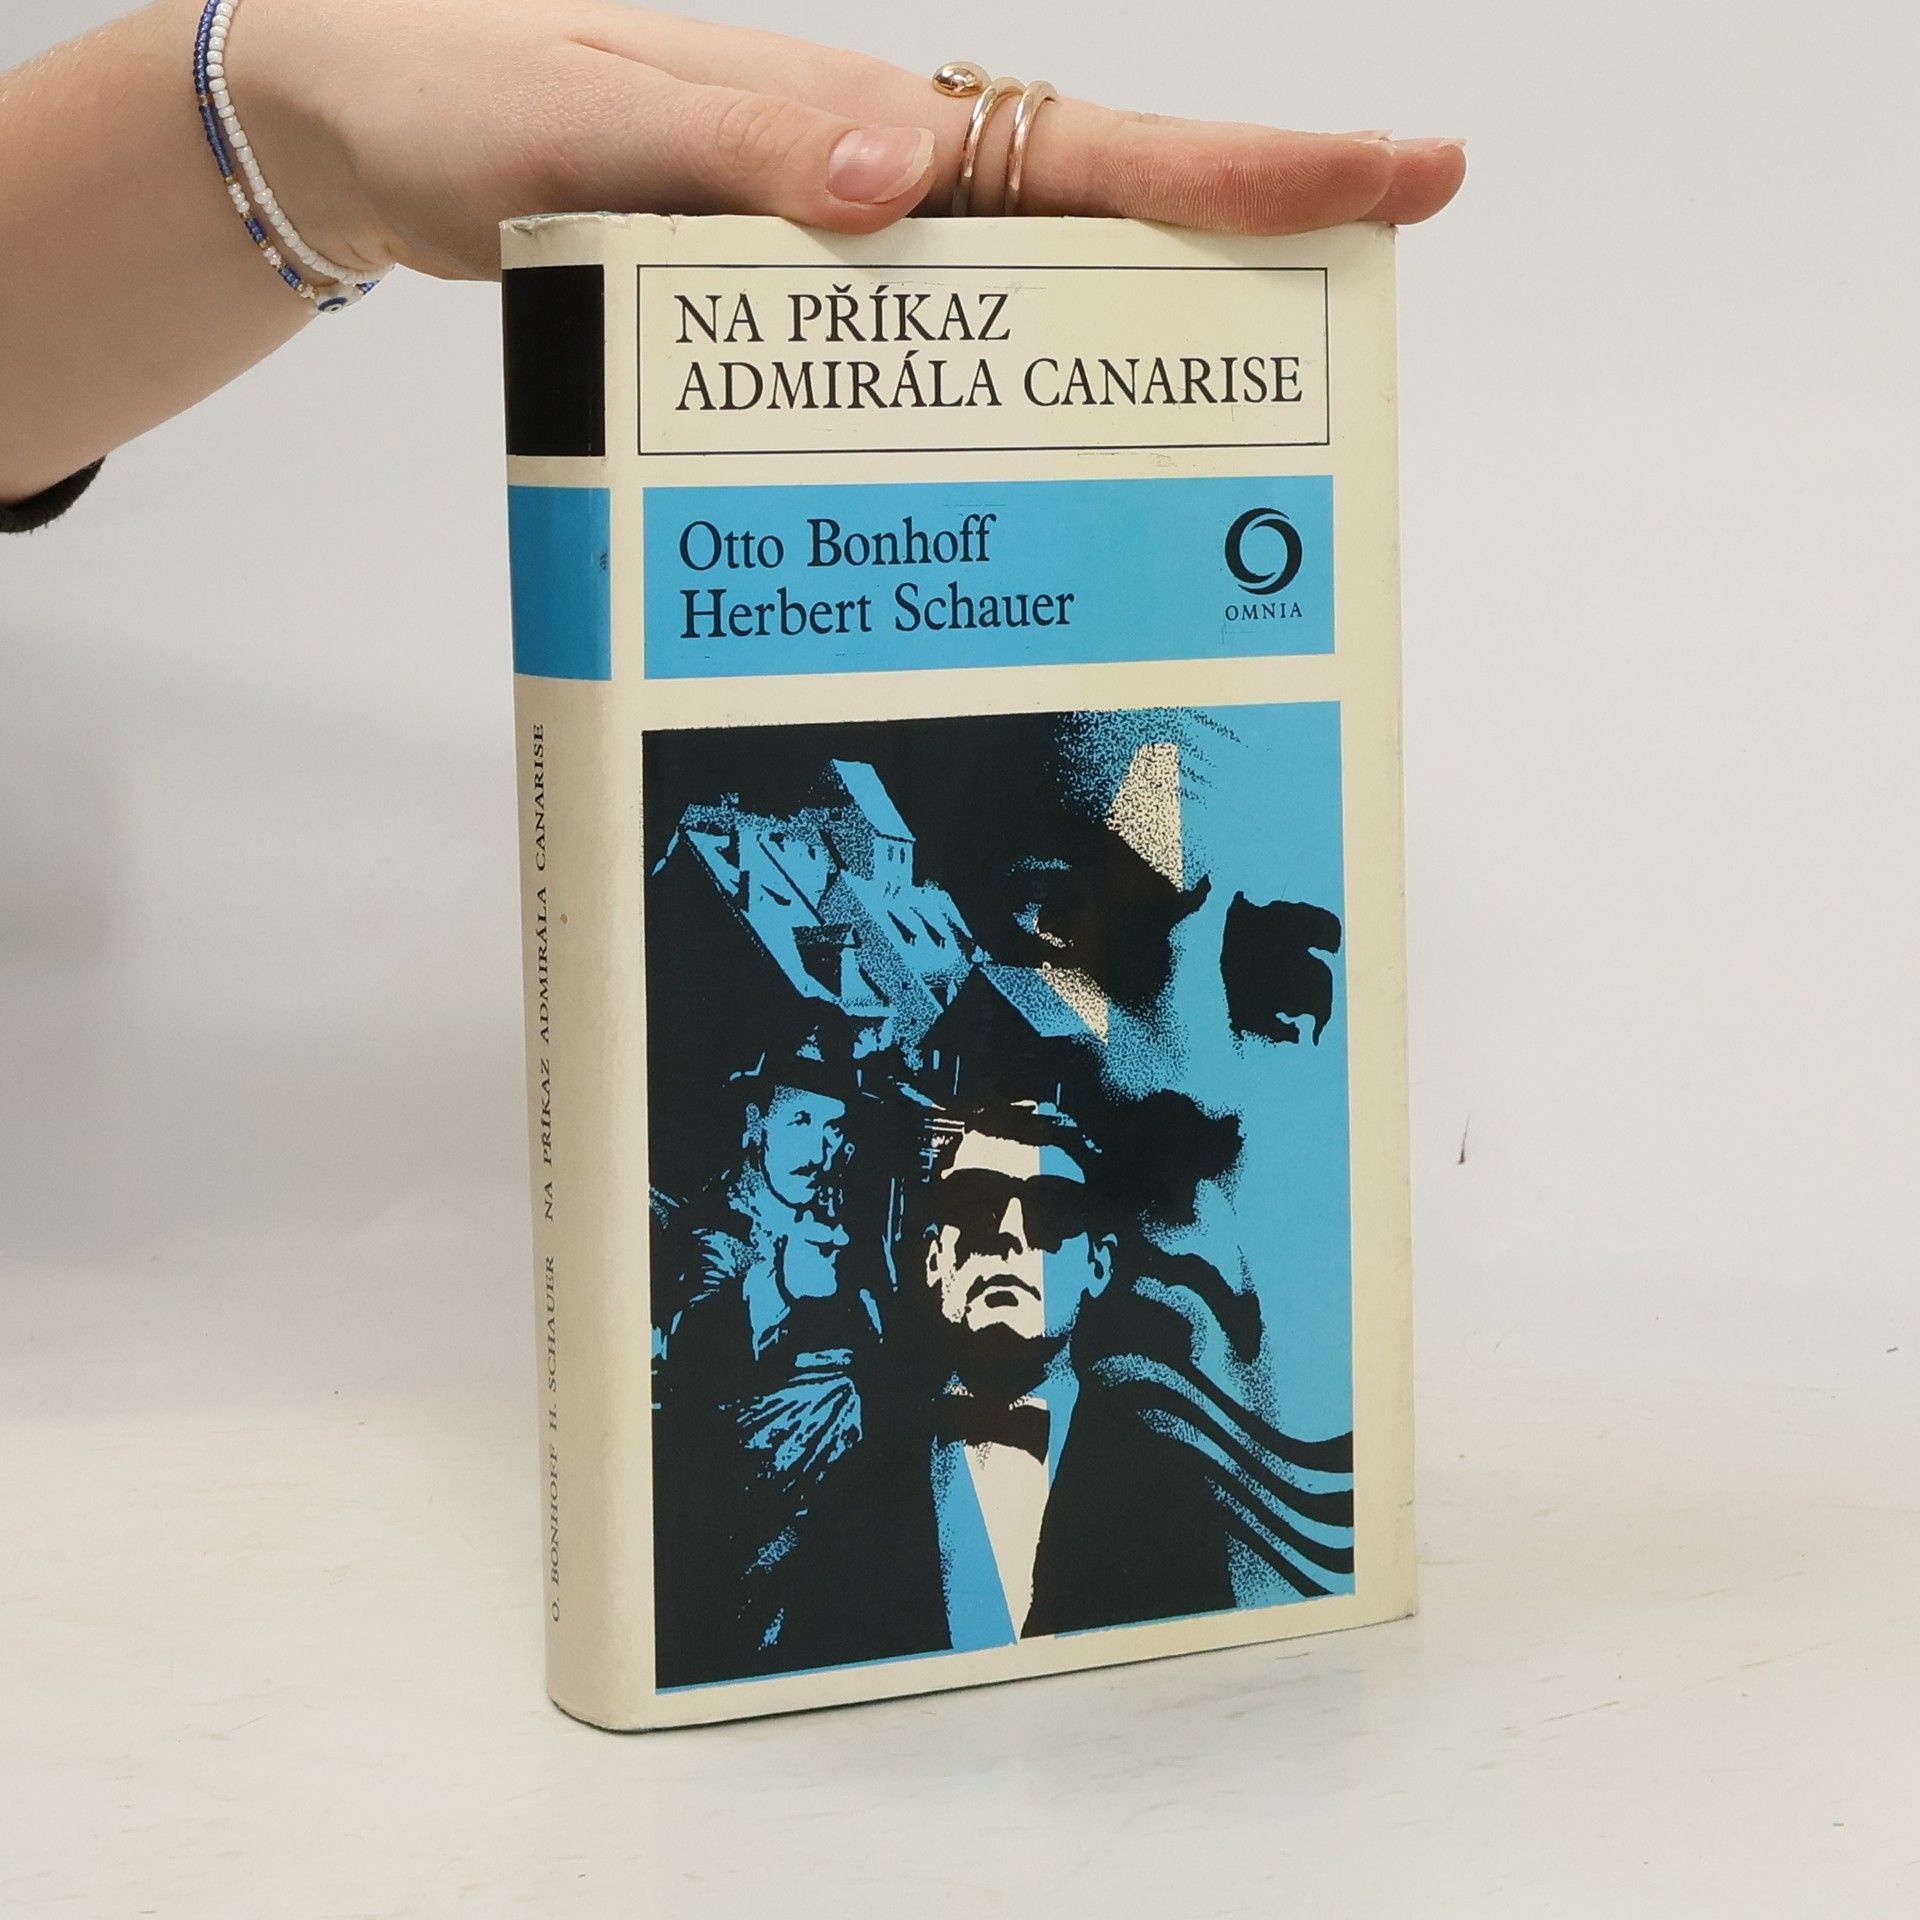 NA PŘÍKAZ
ADMIRÁLA CANARISE
Otto Bonhoff
Herbert Schauer
OMNIA
O. BONHOFF H. SCHAUER NA PŘÍKAZ ADMIRÁLA CANARISE